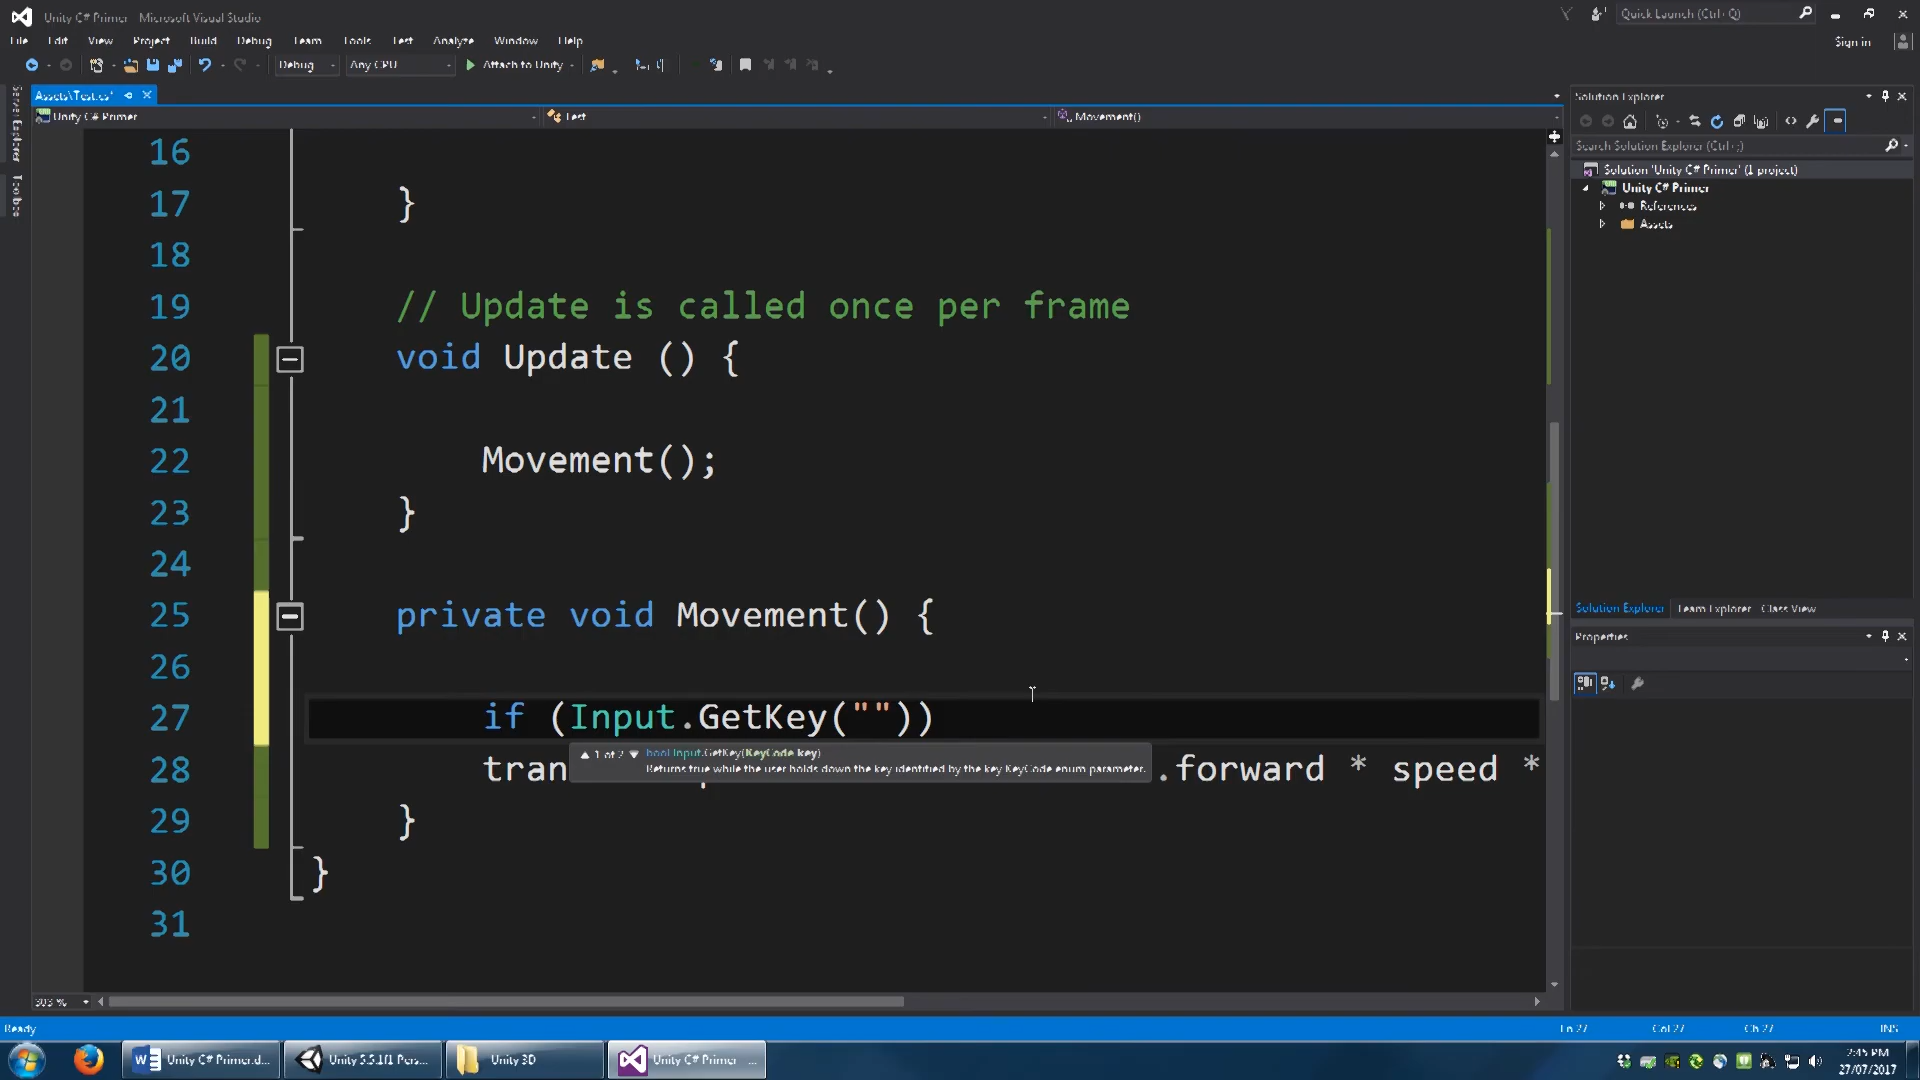 Unity C# Primer - Microsoft Visual Studio
Quick Launch (Ctrl+Q)
File Edit View Project Build Debug Team Tools Test Analyze Window Help
Sign in
Debug
Any CPU
Attach to Unity
Server Explorer
Toolbox
Assets\Test.cs*
Unity C# Primer
Test
Movement()
16
17 }
18
19 // Update is called once per frame
20 void Update () {
21
22 Movement();
23 }
24
25 private void Movement() {
26
27 if (Input.GetKey(""))
1 of 2 bool Input.GetKey(KeyCode key)
Returns true while the user holds down the key identified by the key KeyCode enum parameter.
28 tran .forward * speed *
29 }
30 }
31
303 %
Solution Explorer
Search Solution Explorer (Ctrl+;)
Solution 'Unity C# Primer' (1 project)
Unity C# Primer
References
Assets
Solution Explorer Team Explorer Class View
Properties
Ready
Ln 27 Col 27 Ch 27 INS
Unity C# Primer.d...
Unity 5.5.1f1 Pers...
Unity 3D
Unity C# Primer ...
2:45 PM
27/07/2017